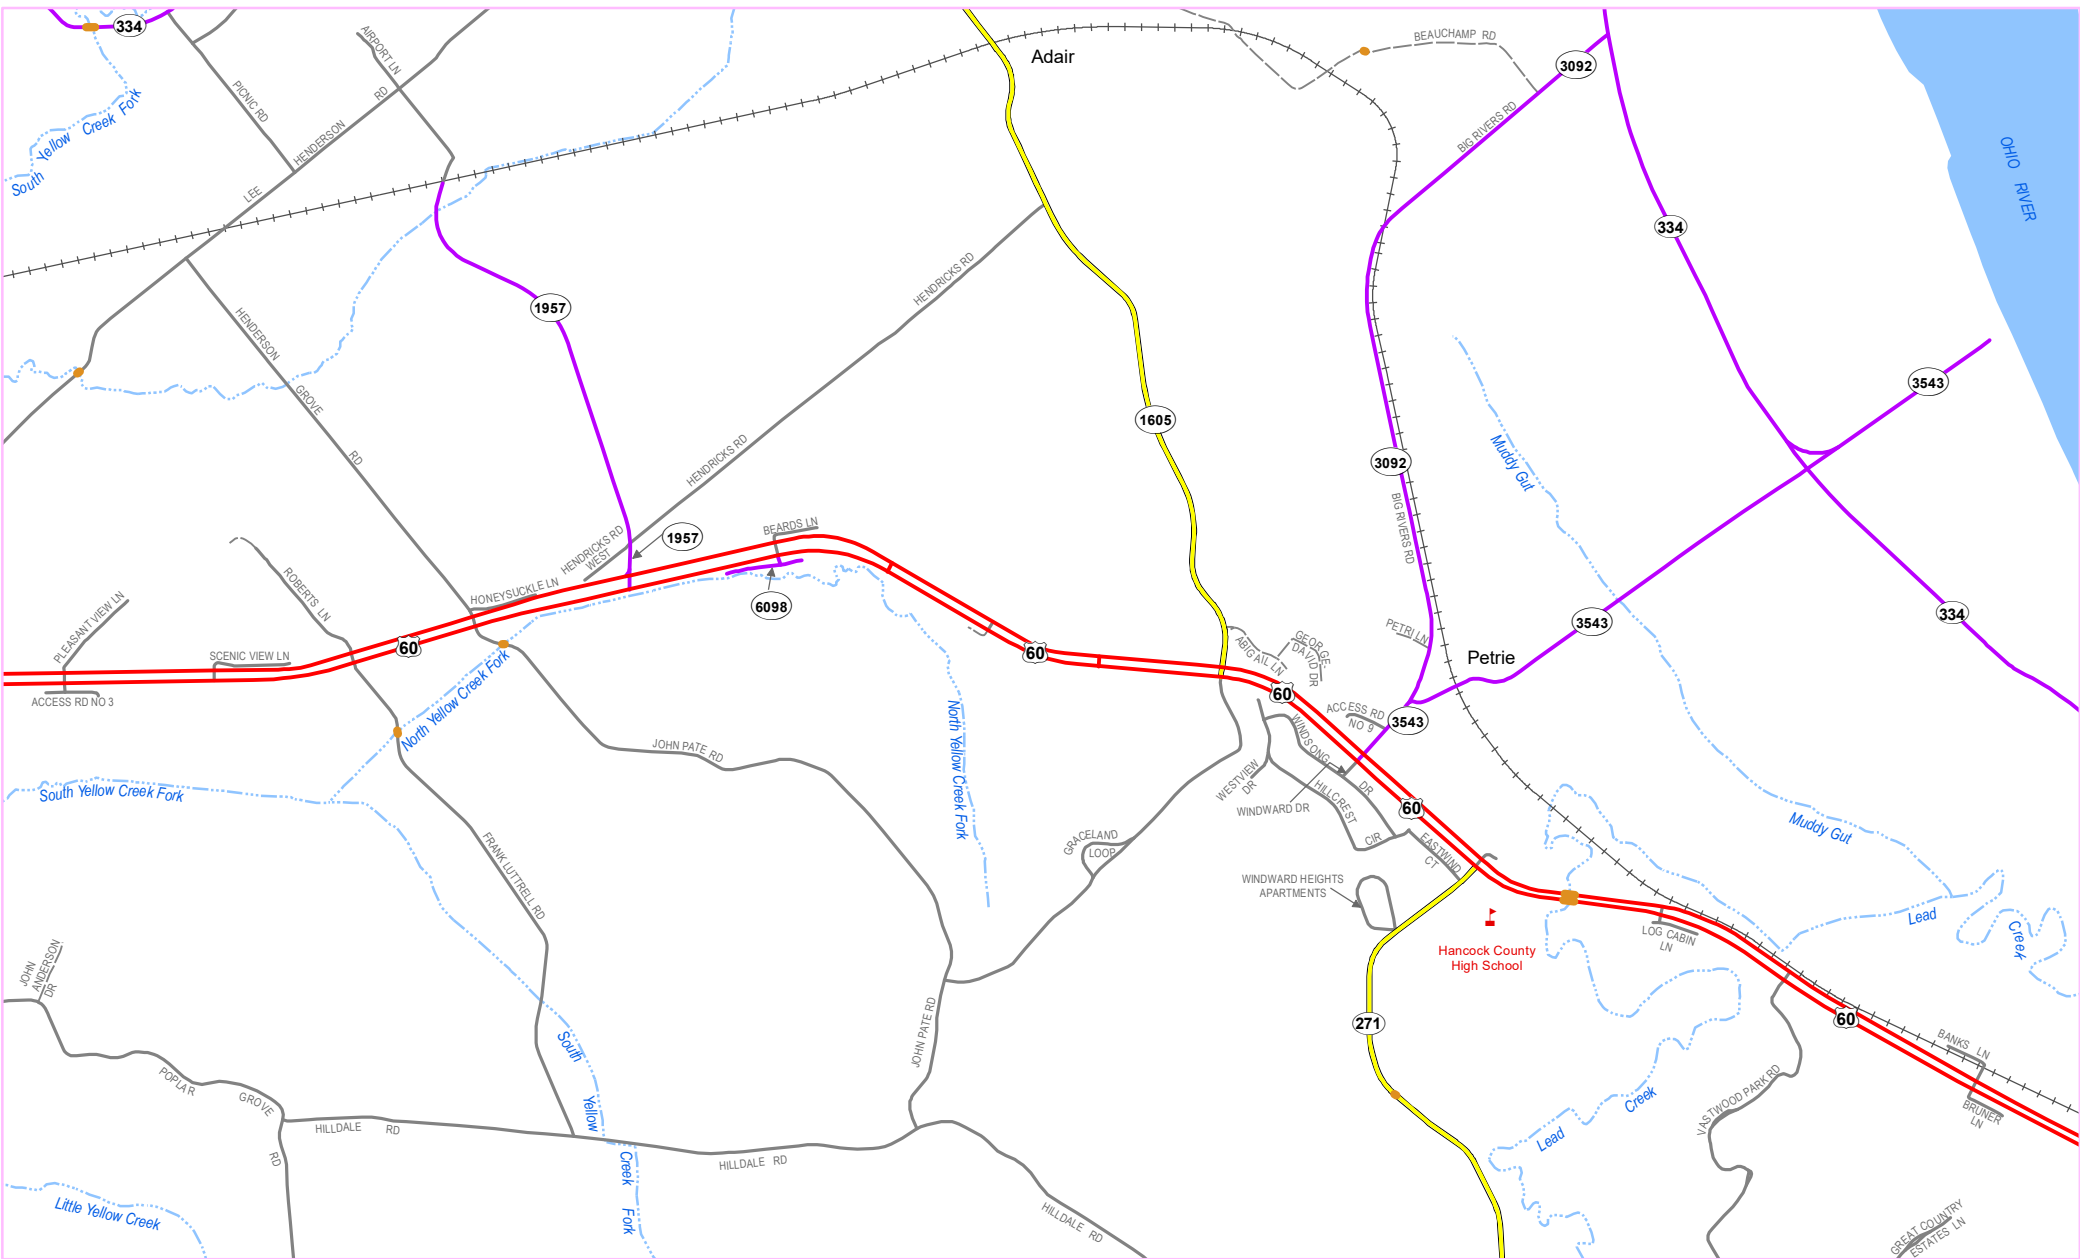 334
AIRPORT LN
PICNIC RD
South Yellow Creek Fork
LEE HENDERSON RD
Adair
BEAUCHAMP RD
3092
BIG RIVERS RD
OHIO RIVER
334
HENDERSON GROVE RD
1957
HENDRICKS RD
HENDRICKS RD
1605
3543
3092
BIG RIVERS RD
Muddy Gut
1957
BEARDS LN
HENDRICKS RD
WEST
HONEYSUCKLE LN
6098
ROBERTS LN
PLEASANT VIEW LN
SCENIC VIEW LN
ACCESS RD NO 3
60
60
North Yellow Creek Fork
JOHN PATE RD
North Yellow Creek Fork
South Yellow Creek Fork
ABIGAIL LN
GEORGE-
DAVID DR
PETRI LN
Petrie
3543
334
60
ACCESS RD
NO 9
3543
WINDSONG DR
WESTVIEW
DR
HILLCREST CIR
WINDWARD DR
60
EASTWIND
CT
GRACELAND
LOOP
WINDWARD HEIGHTS
APARTMENTS
Hancock County
High School
Muddy Gut
Lead Creek
LOG CABIN
LN
FRANK LUTTRELL RD
JOHN
ANDERSON
DR
POPLAR GROVE RD
HILLDALE RD
South Yellow Creek Fork
HILLDALE RD
JOHN PATE RD
HILLDALE RD
271
Lead Creek
60
BANKS LN
BRUNER
LN
VASTWOOD PARK RD
GREAT COUNTRY
ESTATES LN
Little Yellow Creek